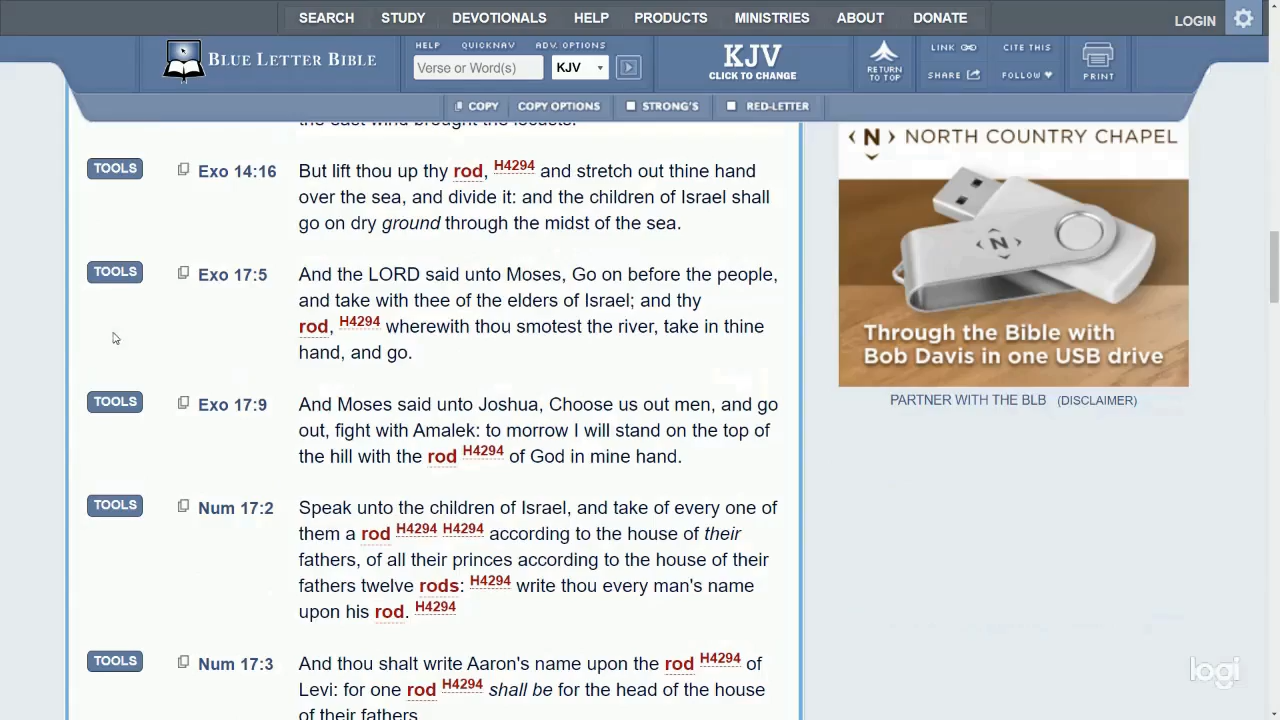 SEARCH STUDY DEVOTIONALS HELP PRODUCTS MINISTRIES ABOUT DONATE
LOGIN
BLUE LETTER BIBLE
HELP QUICKNAV ADV. OPTIONS
Verse or Word(s) KJV
KJV
CLICK TO CHANGE
RETURN
TO TOP
LINK CITE THIS
SHARE FOLLOW
PRINT
COPY COPY OPTIONS STRONG'S RED-LETTER
the east wind brought the locusts.
TOOLS Exo 14:16 But lift thou up thy rod, H4294 and stretch out thine hand
over the sea, and divide it: and the children of Israel shall
go on dry ground through the midst of the sea.
TOOLS Exo 17:5 And the LORD said unto Moses, Go on before the people,
and take with thee of the elders of Israel; and thy
rod, H4294 wherewith thou smotest the river, take in thine
hand, and go.
TOOLS Exo 17:9 And Moses said unto Joshua, Choose us out men, and go
out, fight with Amalek: to morrow I will stand on the top of
the hill with the rod H4294 of God in mine hand.
TOOLS Num 17:2 Speak unto the children of Israel, and take of every one of
them a rod H4294 H4294 according to the house of their
fathers, of all their princes according to the house of their
fathers twelve rods: H4294 write thou every man's name
upon his rod. H4294
TOOLS Num 17:3 And thou shalt write Aaron's name upon the rod H4294 of
Levi: for one rod H4294 shall be for the head of the house
of their fathers.
N NORTH COUNTRY CHAPEL
N
Through the Bible with
Bob Davis in one USB drive
PARTNER WITH THE BLB (DISCLAIMER)
logi